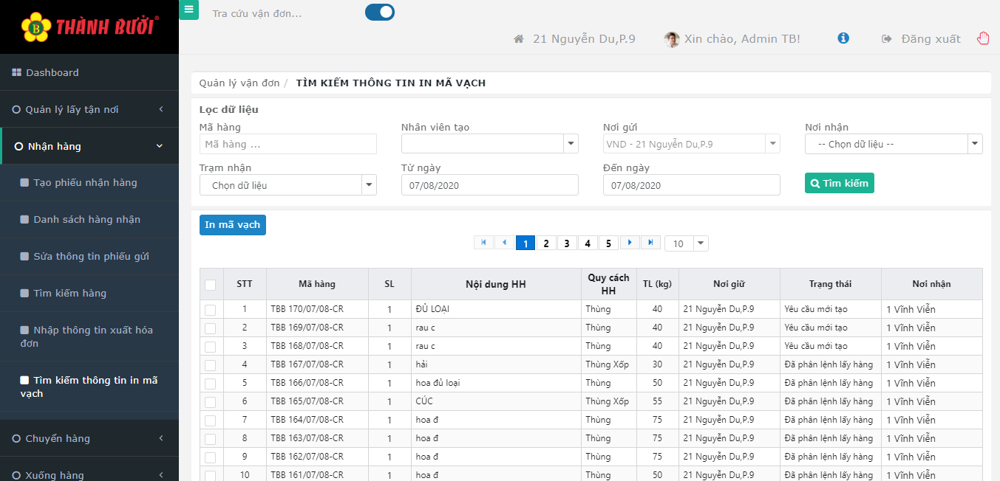 THÀNH BƯỞI®
Tra cứu vận đơn...
21 Nguyễn Du,P.9
Xin chào, Admin TB!
Đăng xuất
Dashboard
Quản lý lấy tận nơi
Nhận hàng
Tạo phiếu nhận hàng
Danh sách hàng nhận
Sửa thông tin phiếu gửi
Tìm kiếm hàng
Nhập thông tin xuất hóa
đơn
Tìm kiếm thông tin in mã
vạch
Chuyển hàng
Xuống hàng
Quản lý vận đơn / TÌM KIẾM THÔNG TIN IN MÃ VẠCH
Lọc dữ liệu
Mã hàng Nhân viên tạo Nơi gửi Nơi nhận
Mã hàng ... VND - 21 Nguyễn Du,P.9 -- Chọn dữ liệu --
Trạm nhận Từ ngày Đến ngày
Chọn dữ liệu 07/08/2020 07/08/2020 Tìm kiếm
In mã vạch
1 2 3 4 5 10
STT Mã hàng SL Nội dung HH Quy cách HH TL (kg) Nơi giữ Trạng thái Nơi nhận
1 TBB 170/07/08-CR 1 ĐỦ LOẠI Thùng 40 21 Nguyễn Du,P.9 Yêu cầu mới tạo 1 Vĩnh Viễn
2 TBB 169/07/08-CR 1 rau c Thùng 40 21 Nguyễn Du,P.9 Yêu cầu mới tạo 1 Vĩnh Viễn
3 TBB 168/07/08-CR 1 rau c Thùng 40 21 Nguyễn Du,P.9 Yêu cầu mới tạo 1 Vĩnh Viễn
4 TBB 167/07/08-CR 1 hải Thùng Xốp 30 21 Nguyễn Du,P.9 Đã phân lệnh lấy hàng 1 Vĩnh Viễn
5 TBB 166/07/08-CR 1 hoa đủ loại Thùng 50 21 Nguyễn Du,P.9 Đã phân lệnh lấy hàng 1 Vĩnh Viễn
6 TBB 165/07/08-CR 1 CÚC Thùng Xốp 55 21 Nguyễn Du,P.9 Đã phân lệnh lấy hàng 1 Vĩnh Viễn
7 TBB 164/07/08-CR 1 hoa đ Thùng 75 21 Nguyễn Du,P.9 Đã phân lệnh lấy hàng 1 Vĩnh Viễn
8 TBB 163/07/08-CR 1 hoa đ Thùng 75 21 Nguyễn Du,P.9 Đã phân lệnh lấy hàng 1 Vĩnh Viễn
9 TBB 162/07/08-CR 1 hoa đ Thùng 75 21 Nguyễn Du,P.9 Đã phân lệnh lấy hàng 1 Vĩnh Viễn
10 TBB 161/07/08-CR 1 hoa đ Thùng 50 21 Nguyễn Du,P.9 Đã phân lệnh lấy hàng 1 Vĩnh Viễn